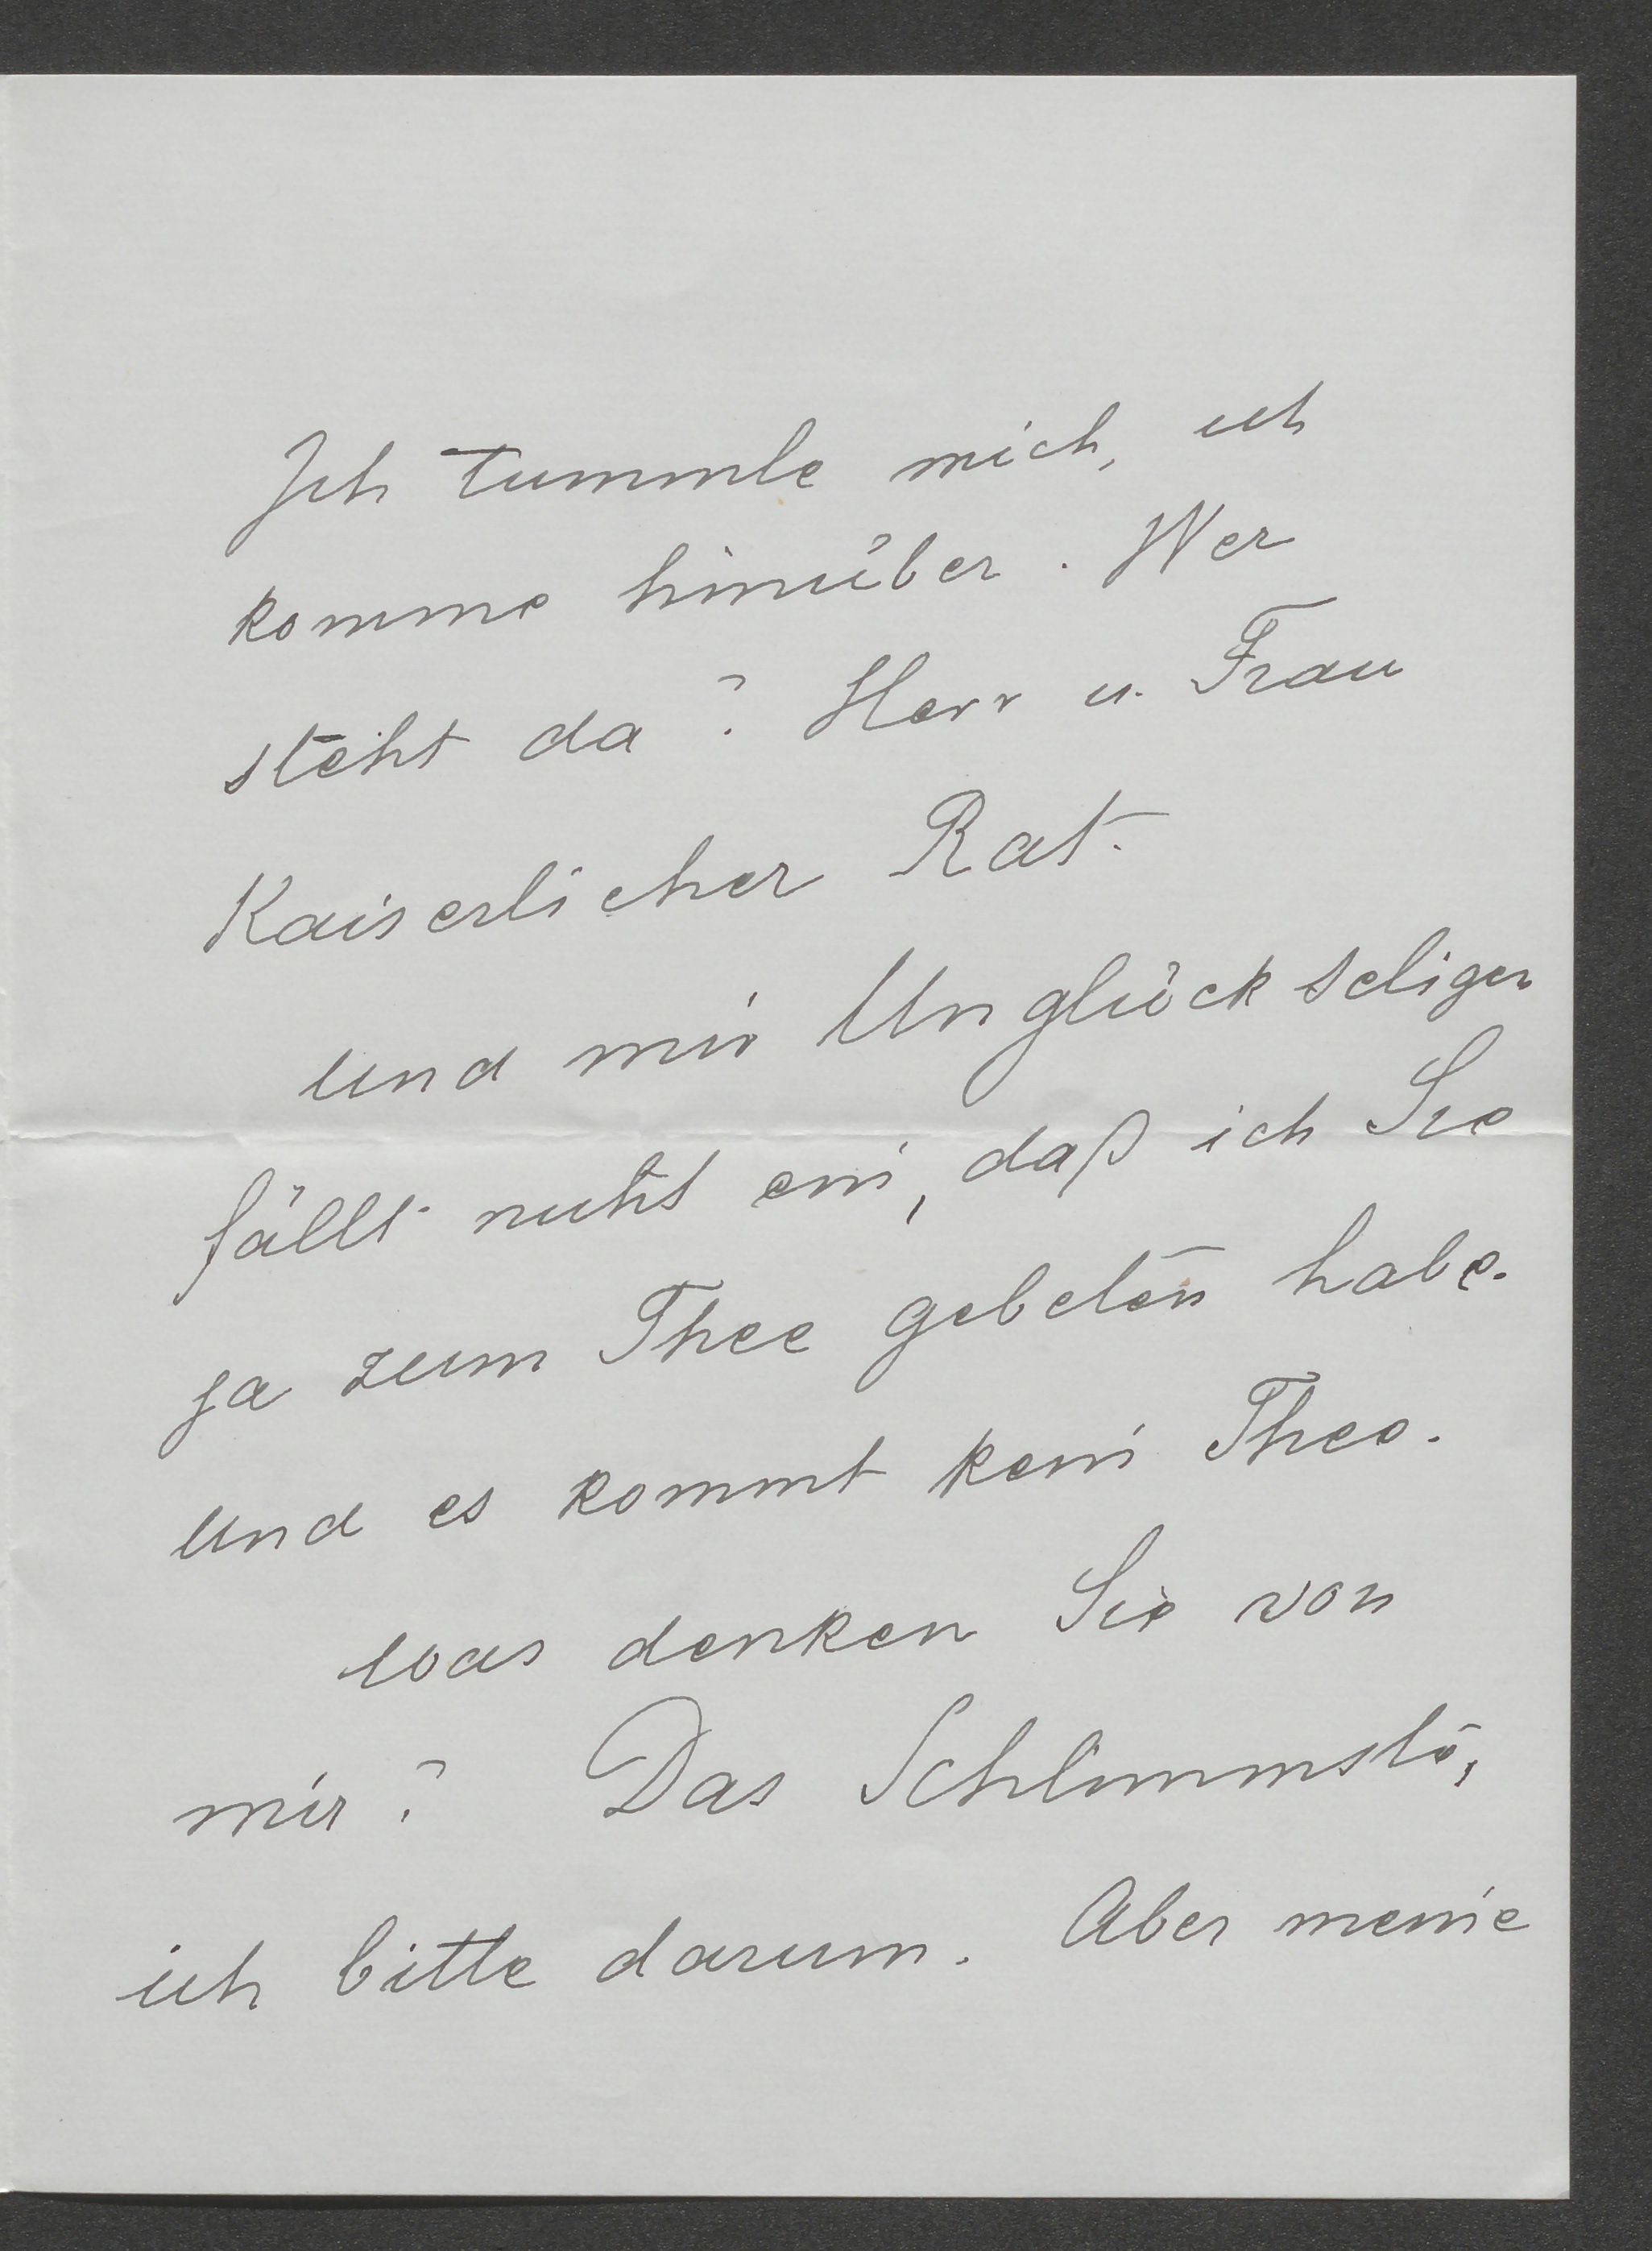 Ich tummle mich, ich
komme hinüber. Wer
steht da? Herr u. Frau
Kaiserlicher Rat.
und mir Unglückseligen
fällt nicht ein, daß ich Sie
ja zum Thee gebeten habe.
und es kommt kein Thee.
was denken Sie von
mir? Das Schlimmste,
ich bitte darum. Aber meine